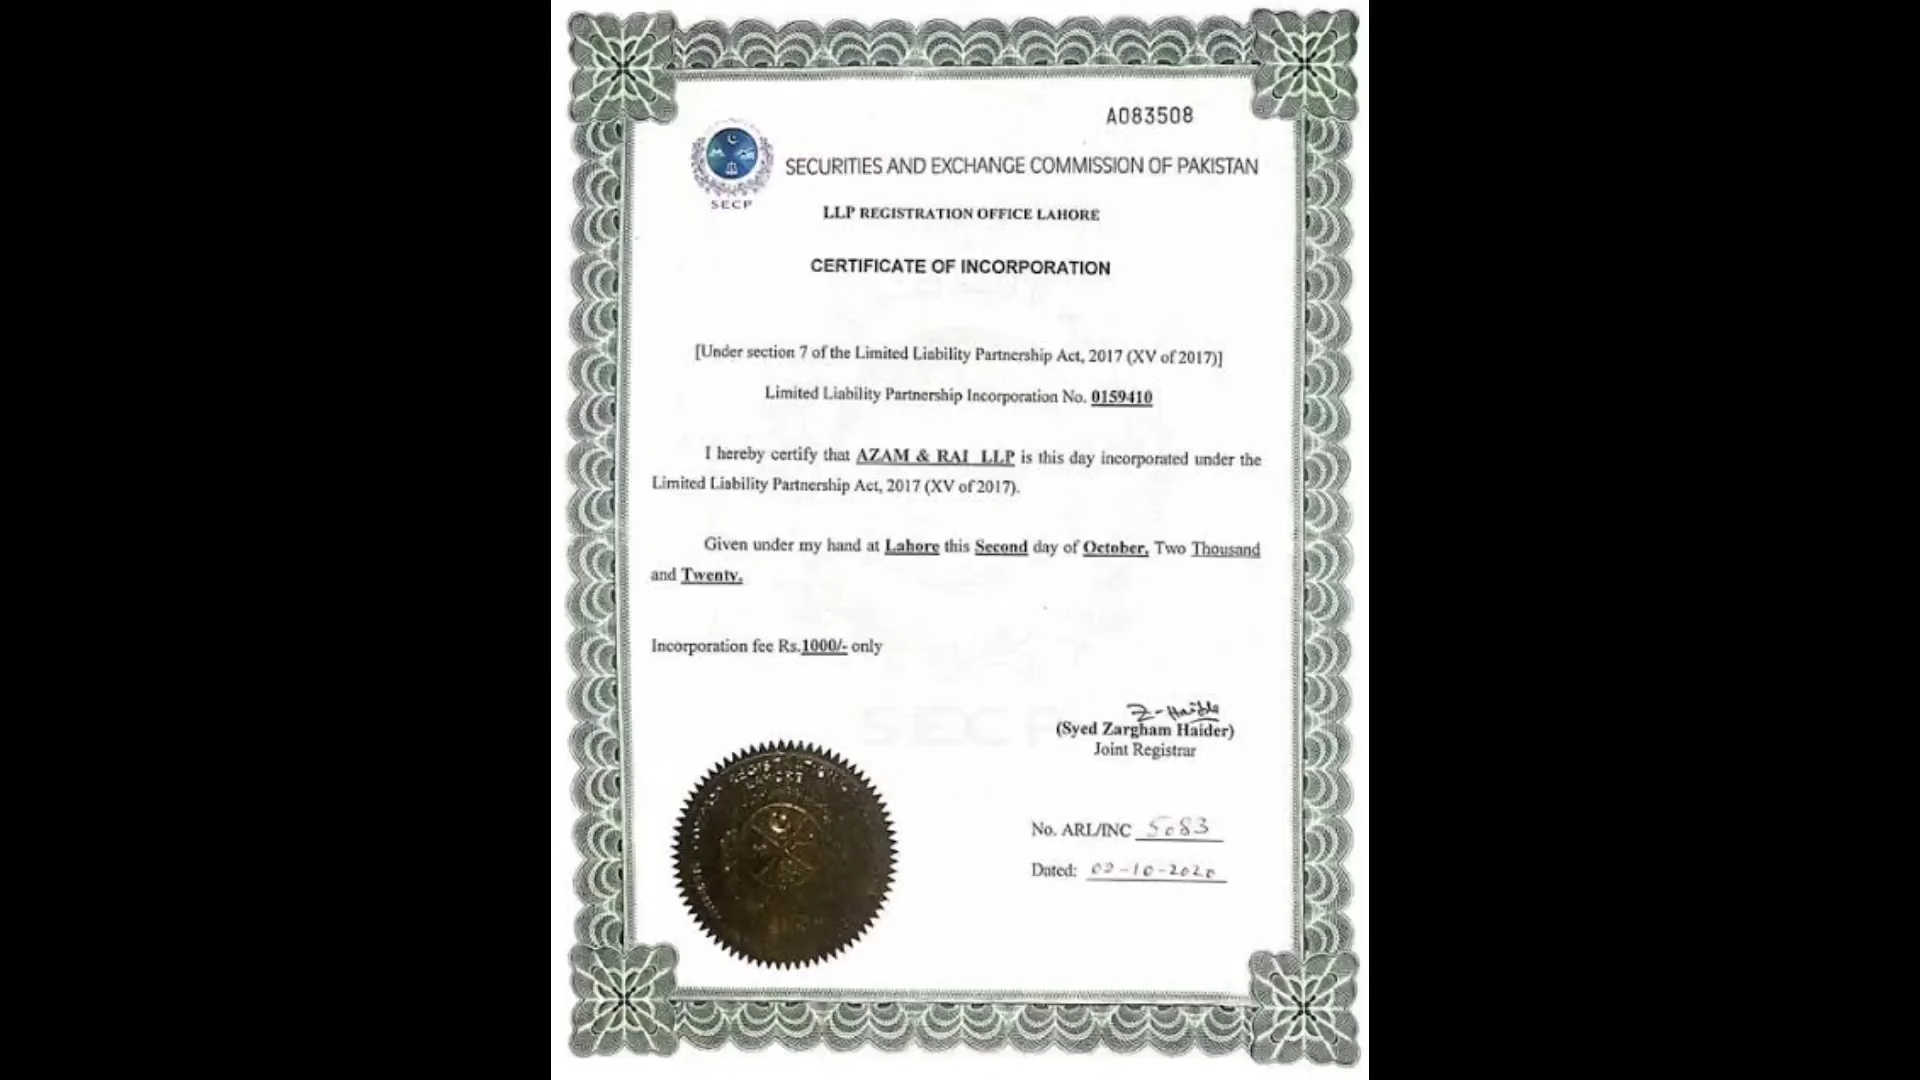 A083508
SECURITIES AND EXCHANGE COMMISSION OF PAKISTAN
SECP
LLP REGISTRATION OFFICE LAHORE
CERTIFICATE OF INCORPORATION
[Under section 7 of the Limited Liability Partnership Act, 2017 (XV of 2017)]
Limited Liability Partnership Incorporation No. 0159410
I hereby certify that AZAM & RAI LLP is this day incorporated under the
Limited Liability Partnership Act, 2017 (XV of 2017).
Given under my hand at Lahore this Second day of October, Two Thousand
and Twenty.
Incorporation fee Rs.1000/- only
SECP
Z-Haider
(Syed Zargham Haider)
Joint Registrar
No. ARL/INC 5083
Dated: 02-10-2020